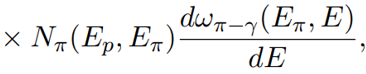 × N_π(E_p, E_π) dω_{π−γ}(E_π, E) / dE,